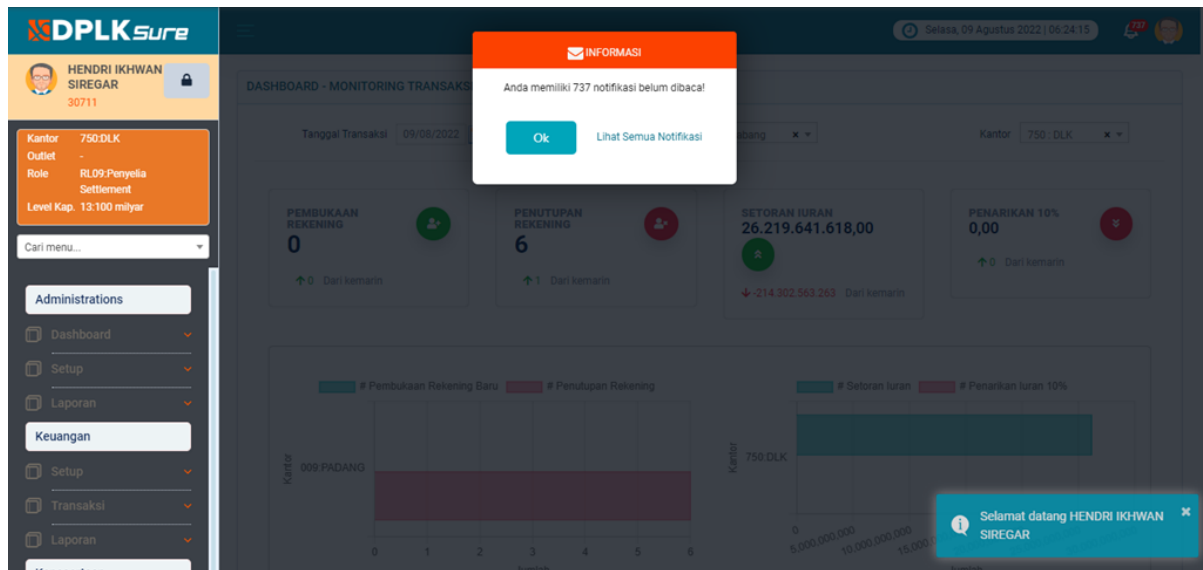 DPLKSure
HENDRI IKHWAN
SIREGAR
30711
Kantor 750:DLK
Outlet -
Role RL09:Penyelia
Settlement
Level Kap. 13:100 milyar
Cari menu...
Administrations
Dashboard
Setup
Laporan
Keuangan
Setup
Transaksi
Laporan
Selasa, 09 Agustus 2022 | 06:24:15
737
INFORMASI
Anda memiliki 737 notifikasi belum dibaca!
Ok Lihat Semua Notifikasi
DASHBOARD - MONITORING TRANSAKS
Tanggal Transaksi 09/08/2022
abang
Kantor 750 : DLK
PEMBUKAAN
REKENING
0
0 Dari kemarin
PENUTUPAN
REKENING
6
1 Dari kemarin
SETORAN IURAN
26.219.641.618,00
-214.302.563.263 Dari kemarin
PENARIKAN 10%
0,00
0 Dari kemarin
# Pembukaan Rekening Baru # Penutupan Rekening
Kantor
009:PADANG
0 1 2 3 4 5 6
Jumlah
# Setoran Iuran # Penarikan Iuran 10%
Kantor
750:DLK
0
5,000,000,000
10,000,000,000
Selamat datang HENDRI IKHWAN
SIREGAR